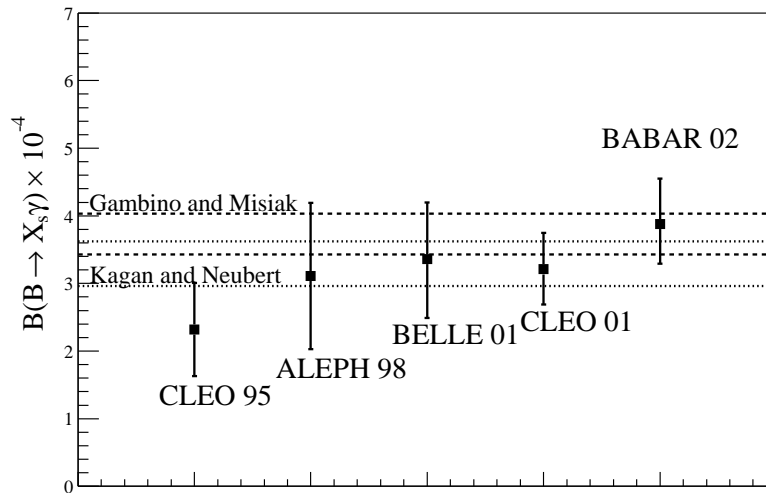 7
6
5
4
3
2
1
0
B(B → Xsγ) × 10-4
BABAR 02
Gambino and Misiak
Kagan and Neubert
BELLE 01
CLEO 01
ALEPH 98
CLEO 95